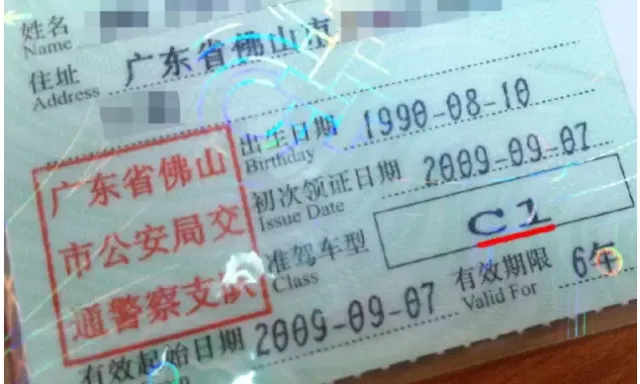 姓名
Name
住址 广东省佛山市
Address
出生日期 1990-08-10
Birthday
初次领证日期 2009-09-07
Issue Date
准驾车型 C1
Class
有效期限 6年
Valid For
有效起始日期 2009-09-07
广东省佛山
市公安局交
通警察支队